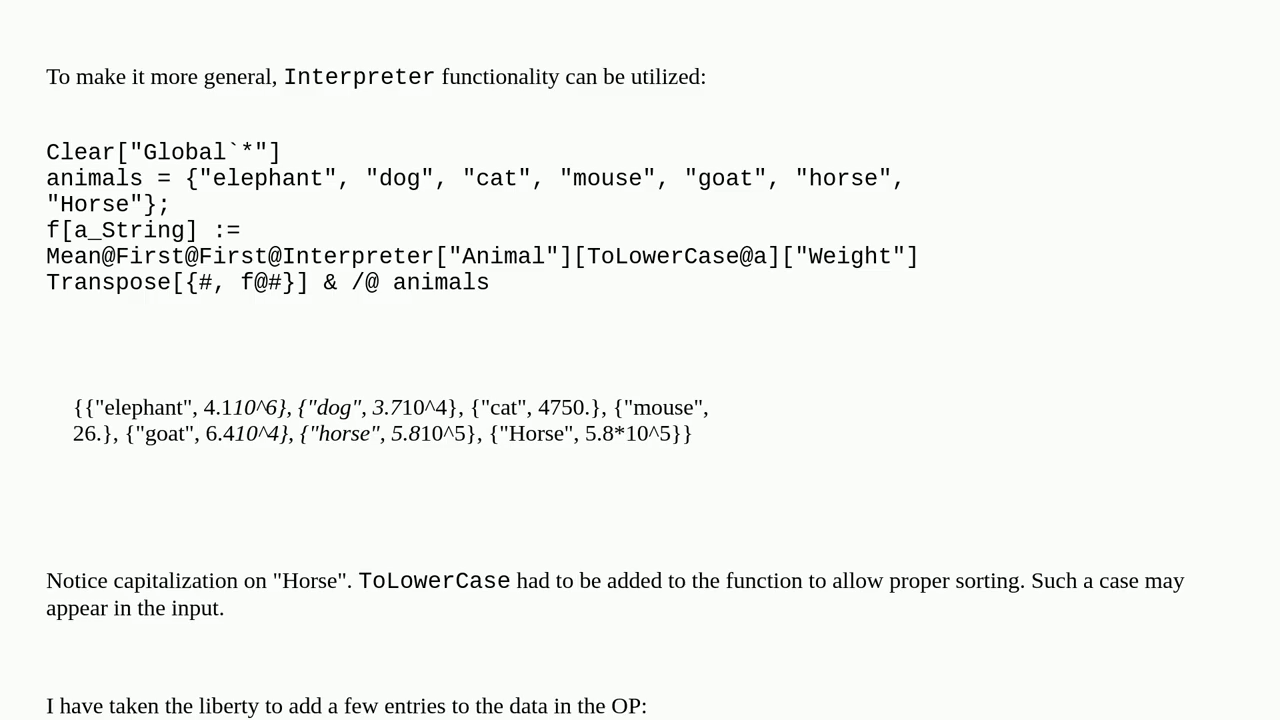 To make it more general, Interpreter functionality can be utilized:
Clear["Global`*"]
animals = {"elephant", "dog", "cat", "mouse", "goat", "horse",
"Horse"};
f[a_String] :=
Mean@First@First@Interpreter["Animal"][ToLowerCase@a]["Weight"]
Transpose[{#, f@#}] & /@ animals
{{"elephant", 4.110^6}, {"dog", 3.710^4}, {"cat", 4750.}, {"mouse",
26.}, {"goat", 6.410^4}, {"horse", 5.810^5}, {"Horse", 5.8*10^5}}
Notice capitalization on "Horse". ToLowerCase had to be added to the function to allow proper sorting. Such a case may
appear in the input.
I have taken the liberty to add a few entries to the data in the OP: